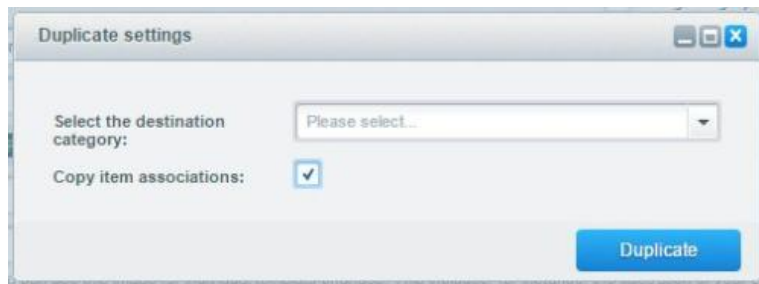 Duplicate settings
Select the destination
category:
Please select...
Copy item associations:
Duplicate